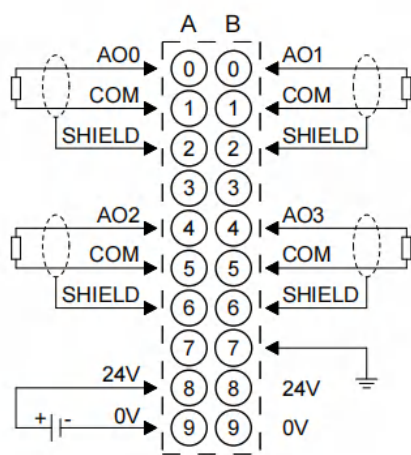 A B
AO0 0 0 AO1
COM 1 1 COM
SHIELD 2 2 SHIELD
3 3
AO2 4 4 AO3
COM 5 5 COM
SHIELD 6 6 SHIELD
7 7
24V 8 8 24V
+ - 0V 9 9 0V